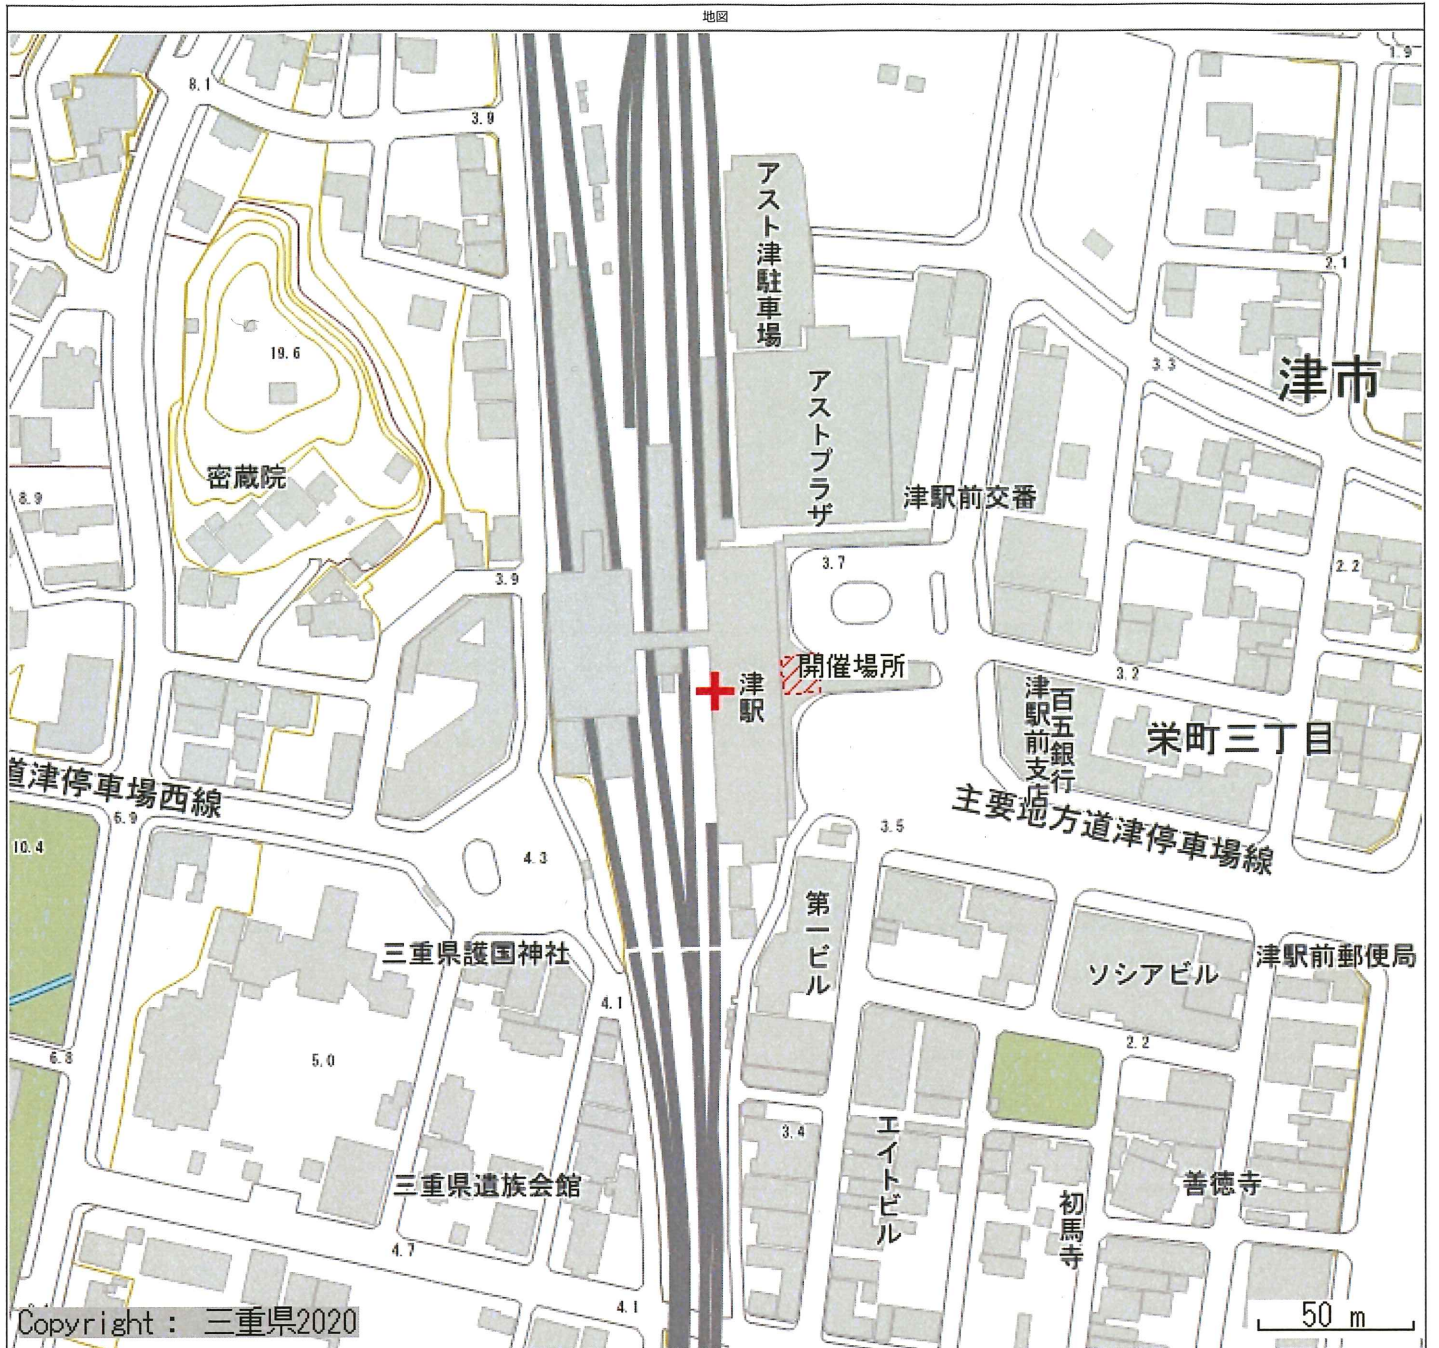 地図
1.9
8.1
3.9
アスト津駐車場
2.1
19.6
3.3
津市
アストプラザ
密蔵院
8.9
津駅前交番
3.9
3.7
2.2
開催場所
津駅
3.2
百五銀行
津駅前支店
栄町三丁目
道津停車場西線
6.9
主要地方道津停車場線
10.4
4.3
3.5
第一ビル
三重県護国神社
津駅前郵便局
ソシアビル
4.1
2.2
6.8
5.0
エイトビル
3.4
三重県遺族会館
善徳寺
初馬寺
4.7
4.1
Copyright： 三重県2020
50 m